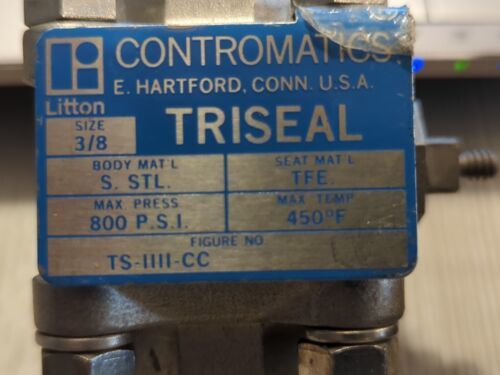 CONTROMATICS
E. HARTFORD, CONN. U.S.A.
Litton
TRISEAL
SIZE
3/8
BODY MAT'L
S. STL.
SEAT MAT'L
TFE.
MAX. PRESS
800 P.S.I.
MAX TEMP
450°F
FIGURE NO
TS-1111-CC